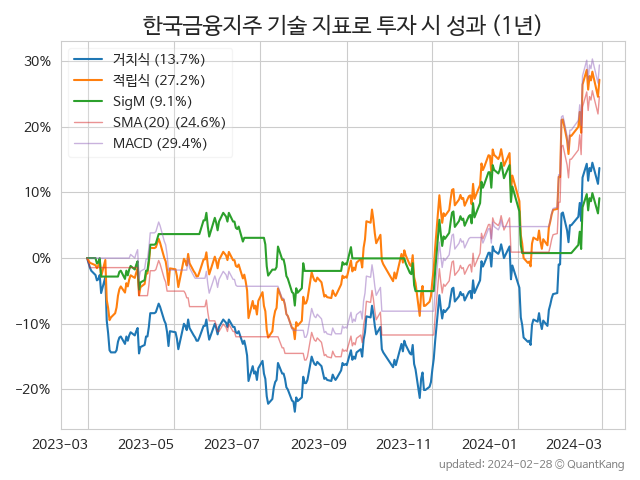 한국금융지주 기술 지표로 투자 시 성과 (1년)
거치식 (13.7%)
적립식 (27.2%)
SigM (9.1%)
SMA(20) (24.6%)
MACD (29.4%)
30%
20%
10%
0%
−10%
−20%
2023−03 2023−05 2023−07 2023−09 2023−11 2024−01 2024−03
updated: 2024−02−28 © QuantKang